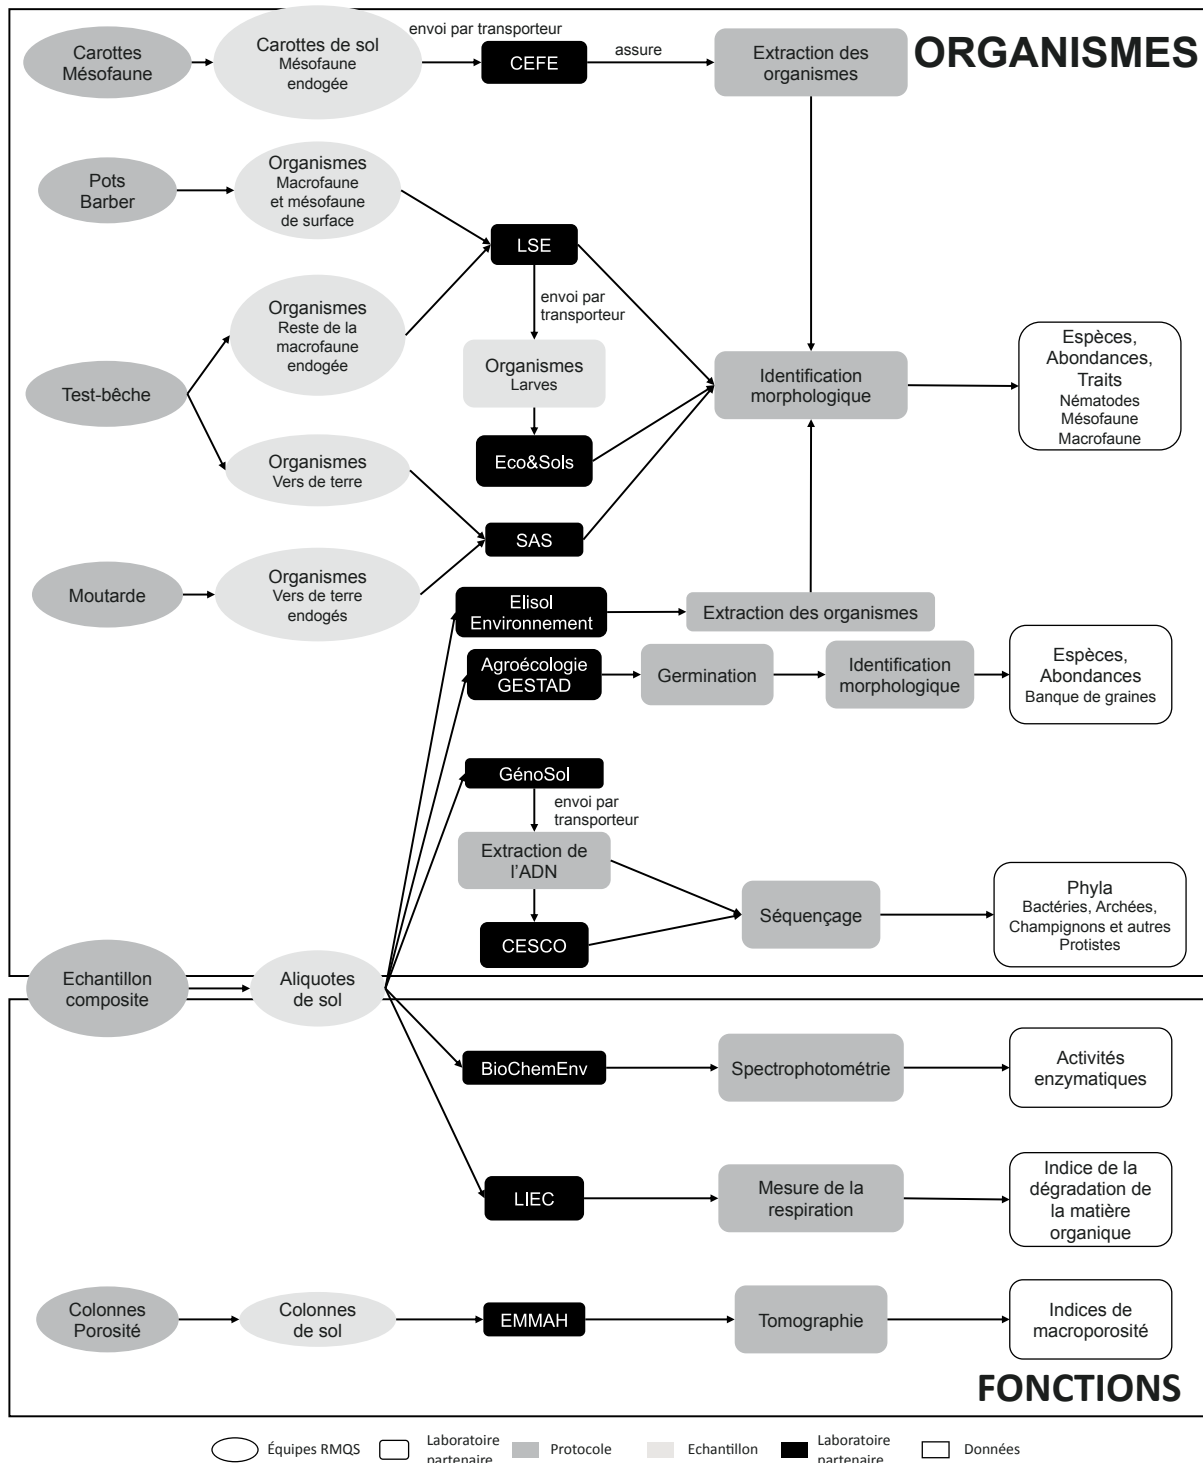 ORGANISMES
Carottes
Mésofaune
Carottes de sol
Mésofaune
endogée
envoi par transporteur
CEFE
assure
Extraction des
organismes
Pots
Barber
Organismes
Macrofaune
et mésofaune
de surface
LSE
envoi par
transporteur
Organismes
Reste de la
macrofaune
endogée
Organismes
Larves
Test-bêche
Identification
morphologique
Espèces,
Abondances,
Traits
Nématodes
Mésofaune
Macrofaune
Eco&Sols
Organismes
Vers de terre
SAS
Moutarde
Organismes
Vers de terre
endogés
Elisol
Environnement
Extraction des organismes
Agroécologie
GESTAD
Germination
Identification
morphologique
Espèces,
Abondances
Banque de graines
GénoSol
envoi par
transporteur
Extraction de
l'ADN
Séquençage
Phyla
Bactéries, Archées,
Champignons et autres
Protistes
CESCO
Echantillon
composite
Aliquotes
de sol
BioChemEnv
Spectrophotométrie
Activités
enzymatiques
LIEC
Mesure de la
respiration
Indice de la
dégradation de
la matière
organique
Colonnes
Porosité
Colonnes
de sol
EMMAH
Tomographie
Indices de
macroporosité
FONCTIONS
Équipes RMQS
Laboratoire
partenaire
Protocole
Echantillon
Laboratoire
partenaire
Données